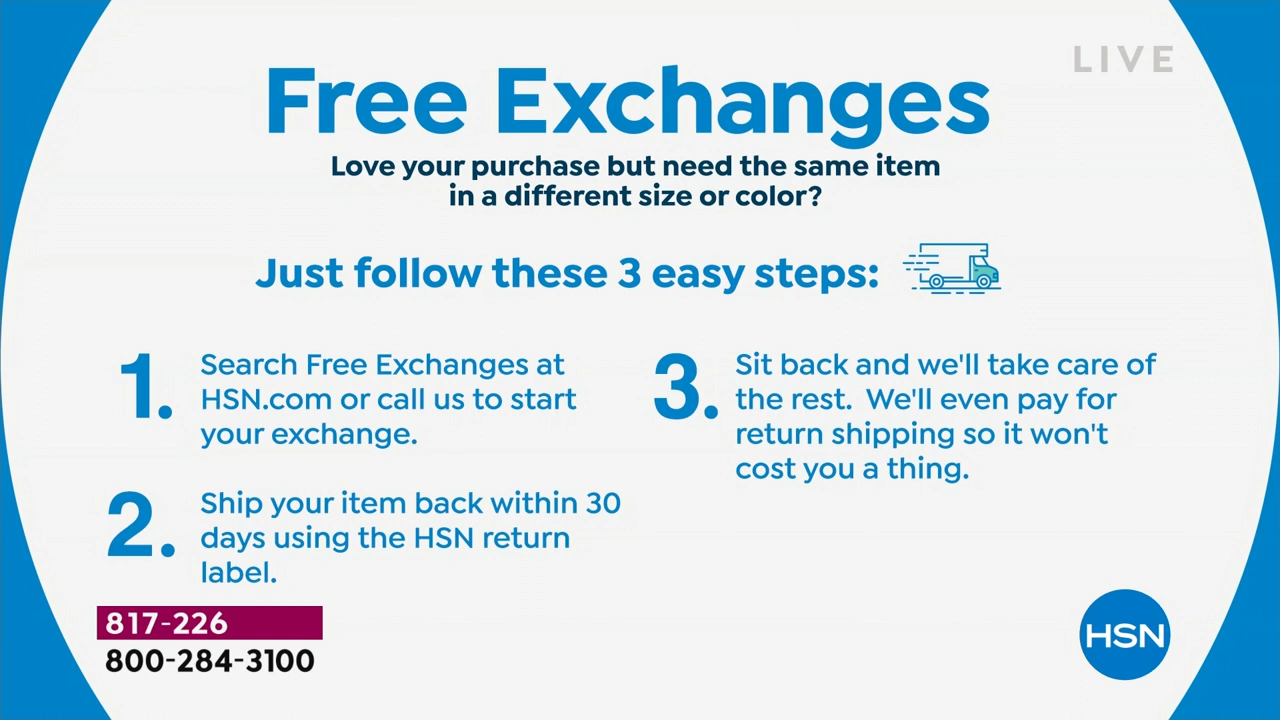 LIVE
Free Exchanges
Love your purchase but need the same item
in a different size or color?
Just follow these 3 easy steps:
1. Search Free Exchanges at
HSN.com or call us to start
your exchange.
2. Ship your item back within 30
days using the HSN return
label.
3. Sit back and we'll take care of
the rest.  We'll even pay for
return shipping so it won't
cost you a thing.
817-226
800-284-3100
HSN